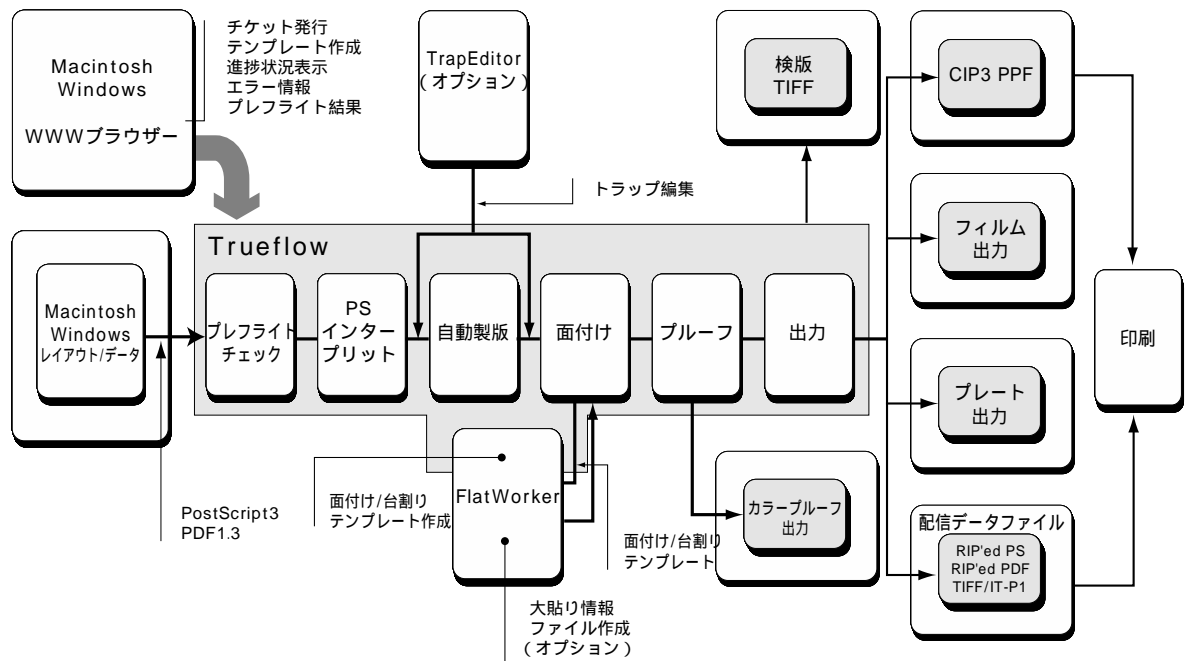 Macintosh
Windows
WWWブラウザー
チケット発行
テンプレート作成
進捗状況表示
エラー情報
プレフライト結果
TrapEditor
(オプション)
トラップ編集
検版
TIFF
CIP3 PPF
Trueflow
Macintosh
Windows
レイアウト/データ
プレフライト
チェック
PS
インター
プリット
自動製版
面付け
プルーフ
出力
フィルム
出力
プレート
出力
印刷
PostScript3
PDF1.3
面付け/台割り
テンプレート作成
FlatWorker
面付け/台割り
テンプレート
カラープルーフ
出力
配信データファイル
RIP'ed PS
RIP'ed PDF
TIFF/IT-P1
大貼り情報
ファイル作成
(オプション)